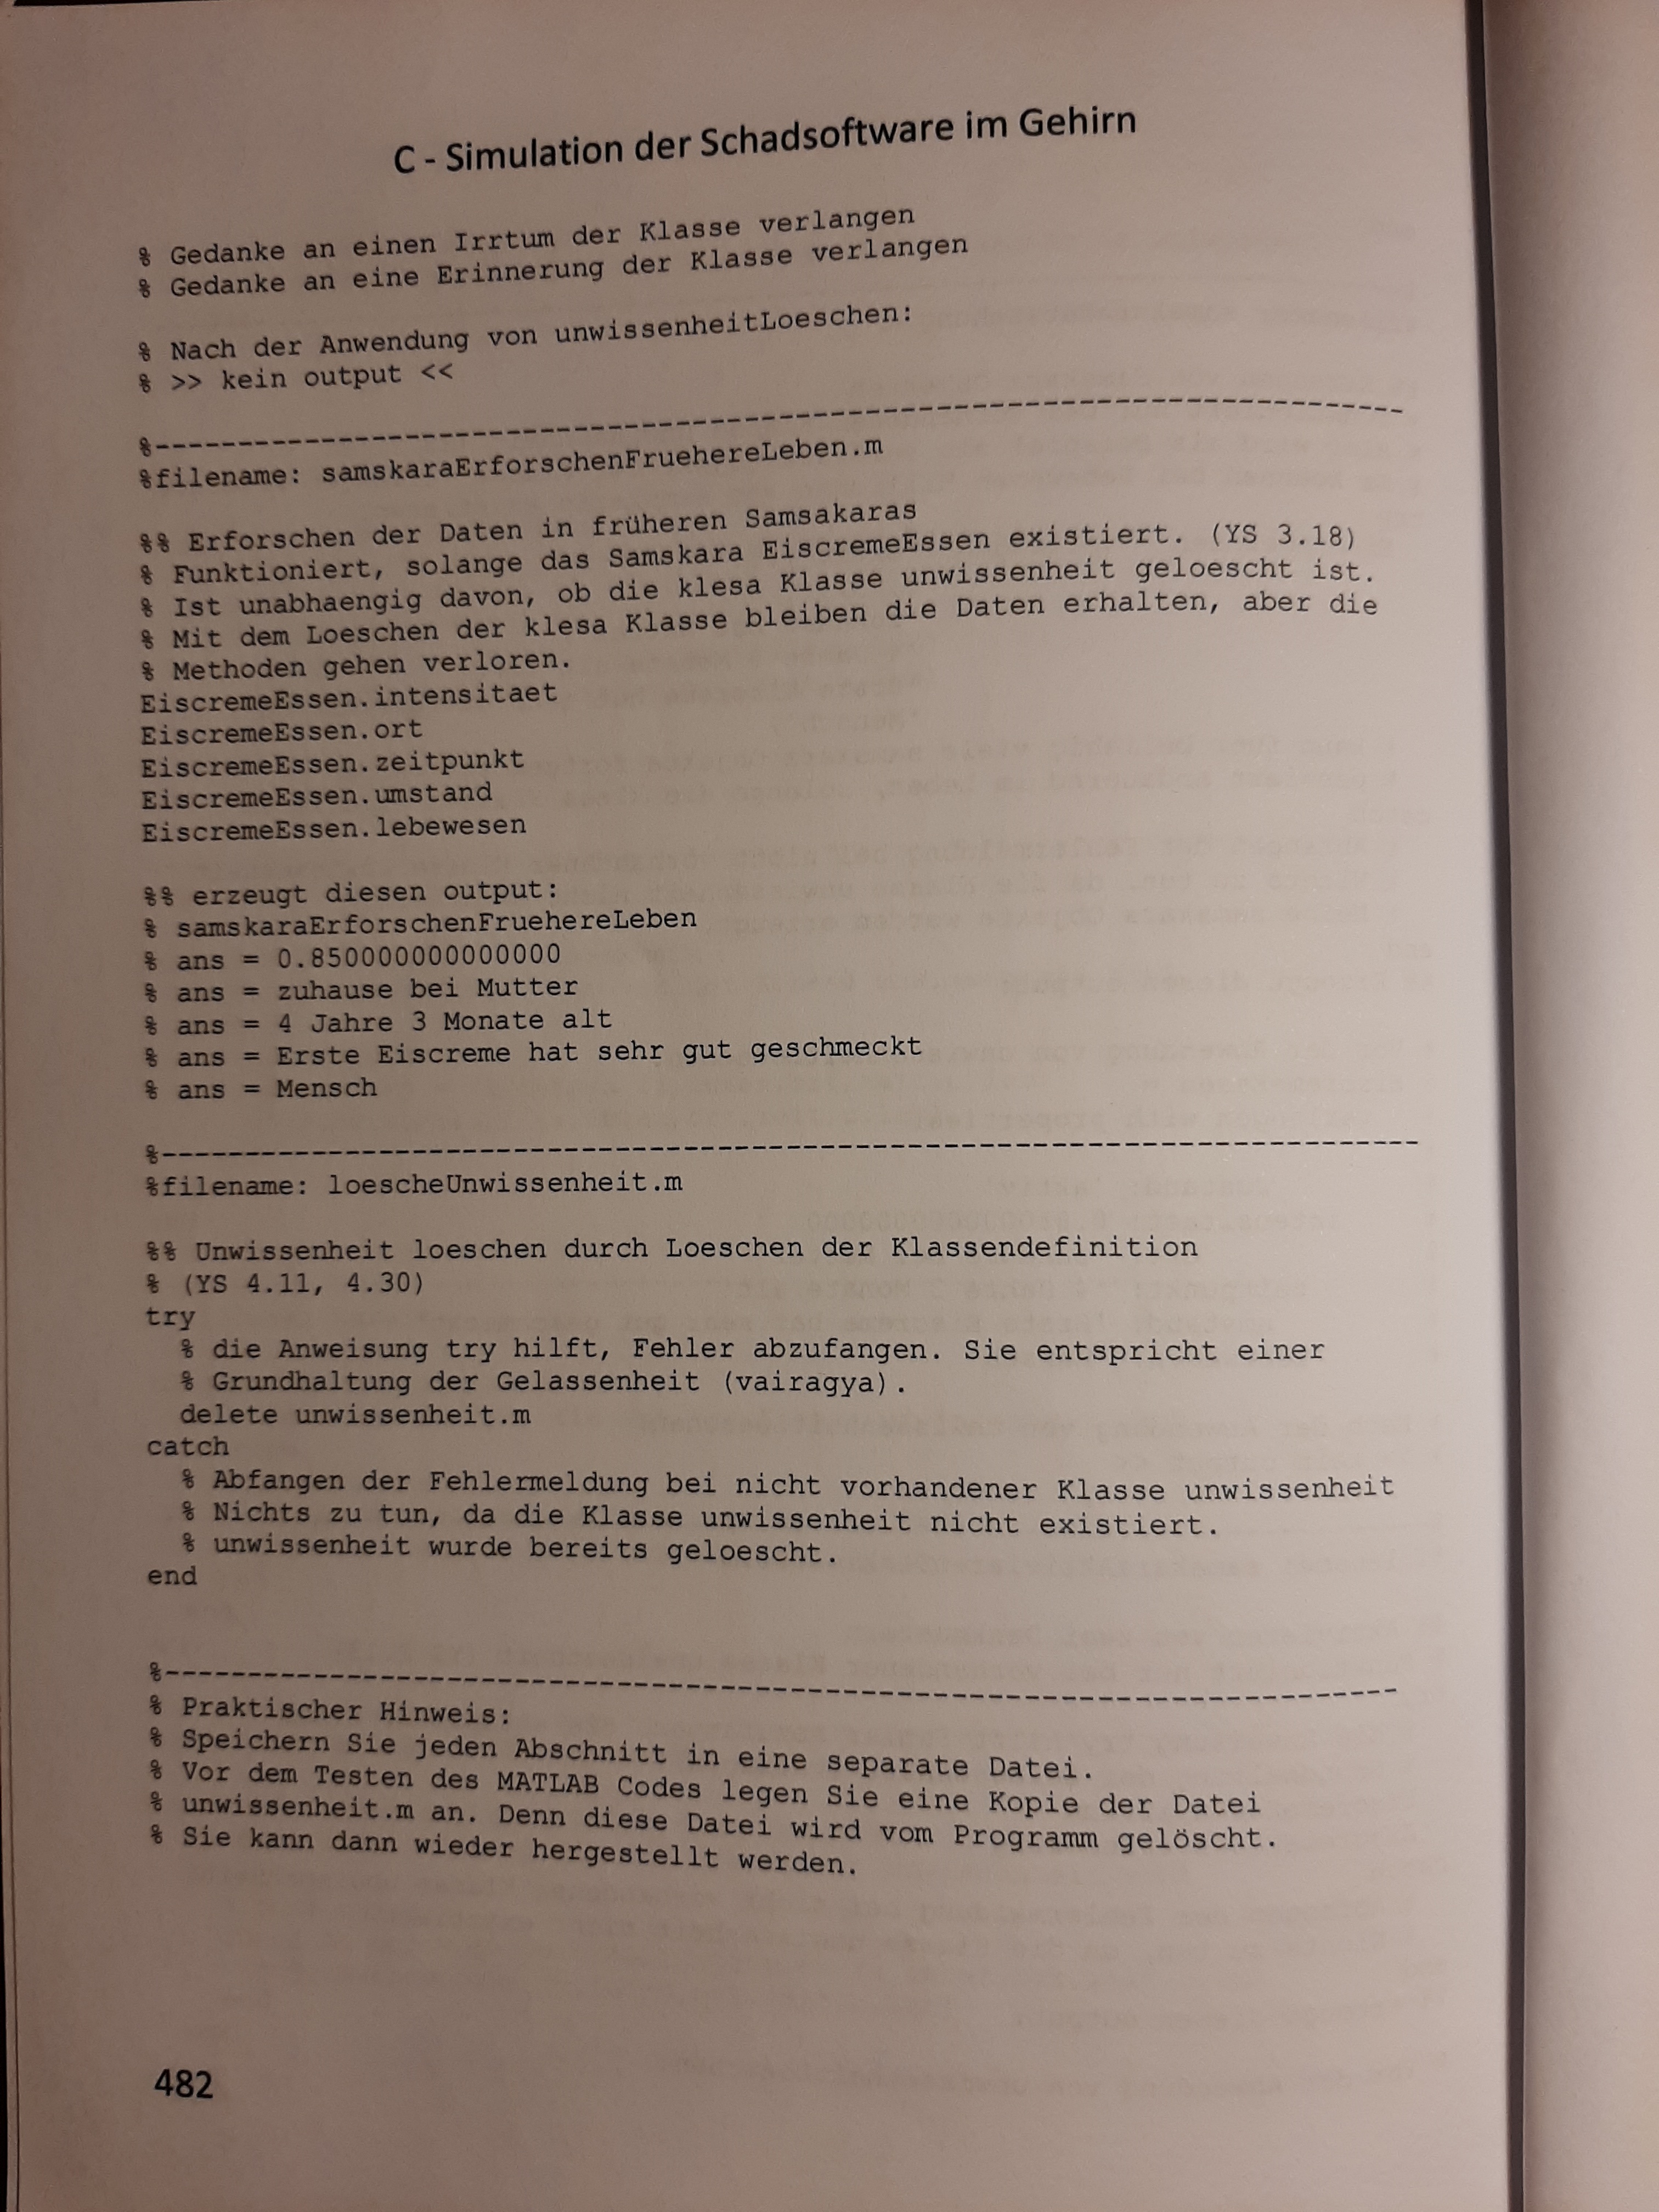 C - Simulation der Schadsoftware im Gehirn
% Gedanke an einen Irrtum der Klasse verlangen
% Gedanke an eine Erinnerung der Klasse verlangen
% Nach der Anwendung von unwissenheitLoeschen:
% >> kein output <<
%---------------------------------------------------------------------------
%filename: samskaraErforschenFruehereLeben.m
%% Erforschen der Daten in früheren Samsakaras
% Funktioniert, solange das Samskara EiscremeEssen existiert. (YS 3.18)
% Ist unabhaengig davon, ob die klesa Klasse unwissenheit geloescht ist.
% Mit dem Loeschen der klesa Klasse bleiben die Daten erhalten, aber die
% Methoden gehen verloren.
EiscremeEssen.intensitaet
EiscremeEssen.ort
EiscremeEssen.zeitpunkt
EiscremeEssen.umstand
EiscremeEssen.lebewesen
%% erzeugt diesen output:
% samskaraErforschenFruehereLeben
% ans = 0.850000000000000
% ans = zuhause bei Mutter
% ans = 4 Jahre 3 Monate alt
% ans = Erste Eiscreme hat sehr gut geschmeckt
% ans = Mensch
%---------------------------------------------------------------------------
%filename: loescheUnwissenheit.m
%% Unwissenheit loeschen durch Loeschen der Klassendefinition
% (YS 4.11, 4.30)
try
% die Anweisung try hilft, Fehler abzufangen. Sie entspricht einer
% Grundhaltung der Gelassenheit (vairagya).
delete unwissenheit.m
catch
% Abfangen der Fehlermeldung bei nicht vorhandener Klasse unwissenheit
% Nichts zu tun, da die Klasse unwissenheit nicht existiert.
% unwissenheit wurde bereits geloescht.
end
%---------------------------------------------------------------------------
% Praktischer Hinweis:
% Speichern Sie jeden Abschnitt in eine separate Datei.
% Vor dem Testen des MATLAB Codes legen Sie eine Kopie der Datei
% unwissenheit.m an. Denn diese Datei wird vom Programm gelöscht.
% Sie kann dann wieder hergestellt werden.
482